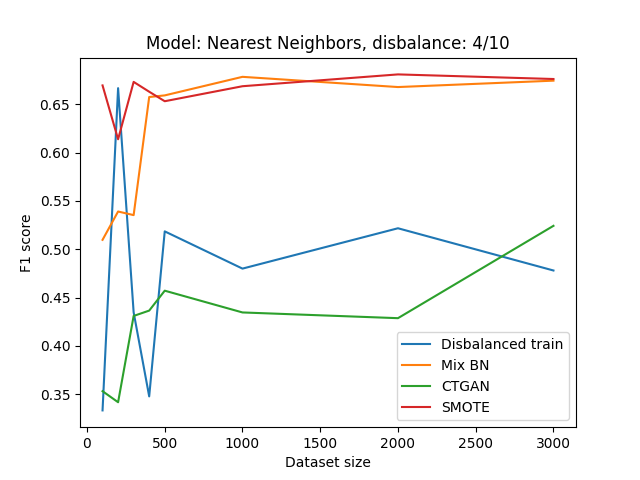 Model: Nearest Neighbors, disbalance: 4/10
F1 score
0.65
0.60
0.55
0.50
0.45
0.40
0.35
Disbalanced train
Mix BN
CTGAN
SMOTE
0 500 1000 1500 2000 2500 3000
Dataset size